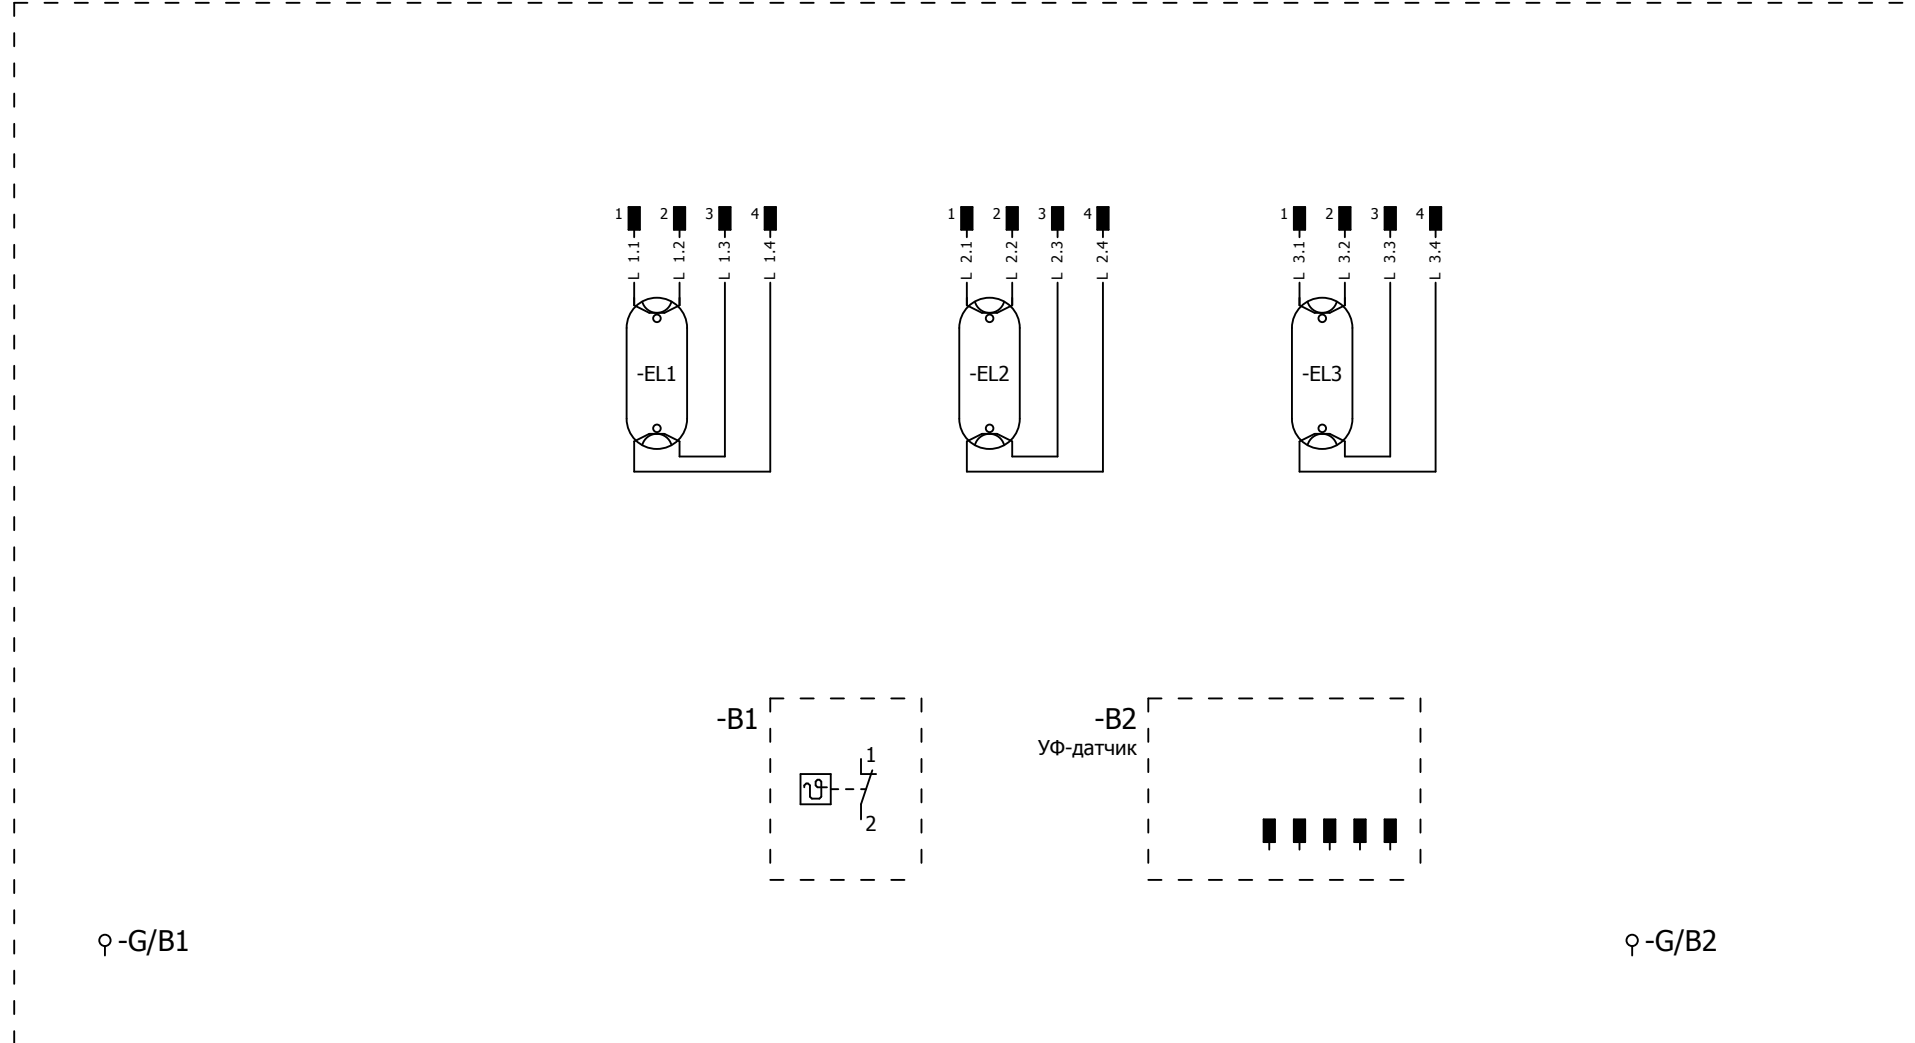 1 2 3 4
L 1.1 L 1.2 L 1.3 L 1.4
-EL1
1 2 3 4
L 2.1 L 2.2 L 2.3 L 2.4
-EL2
1 2 3 4
L 3.1 L 3.2 L 3.3 L 3.4
-EL3
-B1
1
ϑ
2
-B2
УФ-датчик
-G/B1
-G/B2